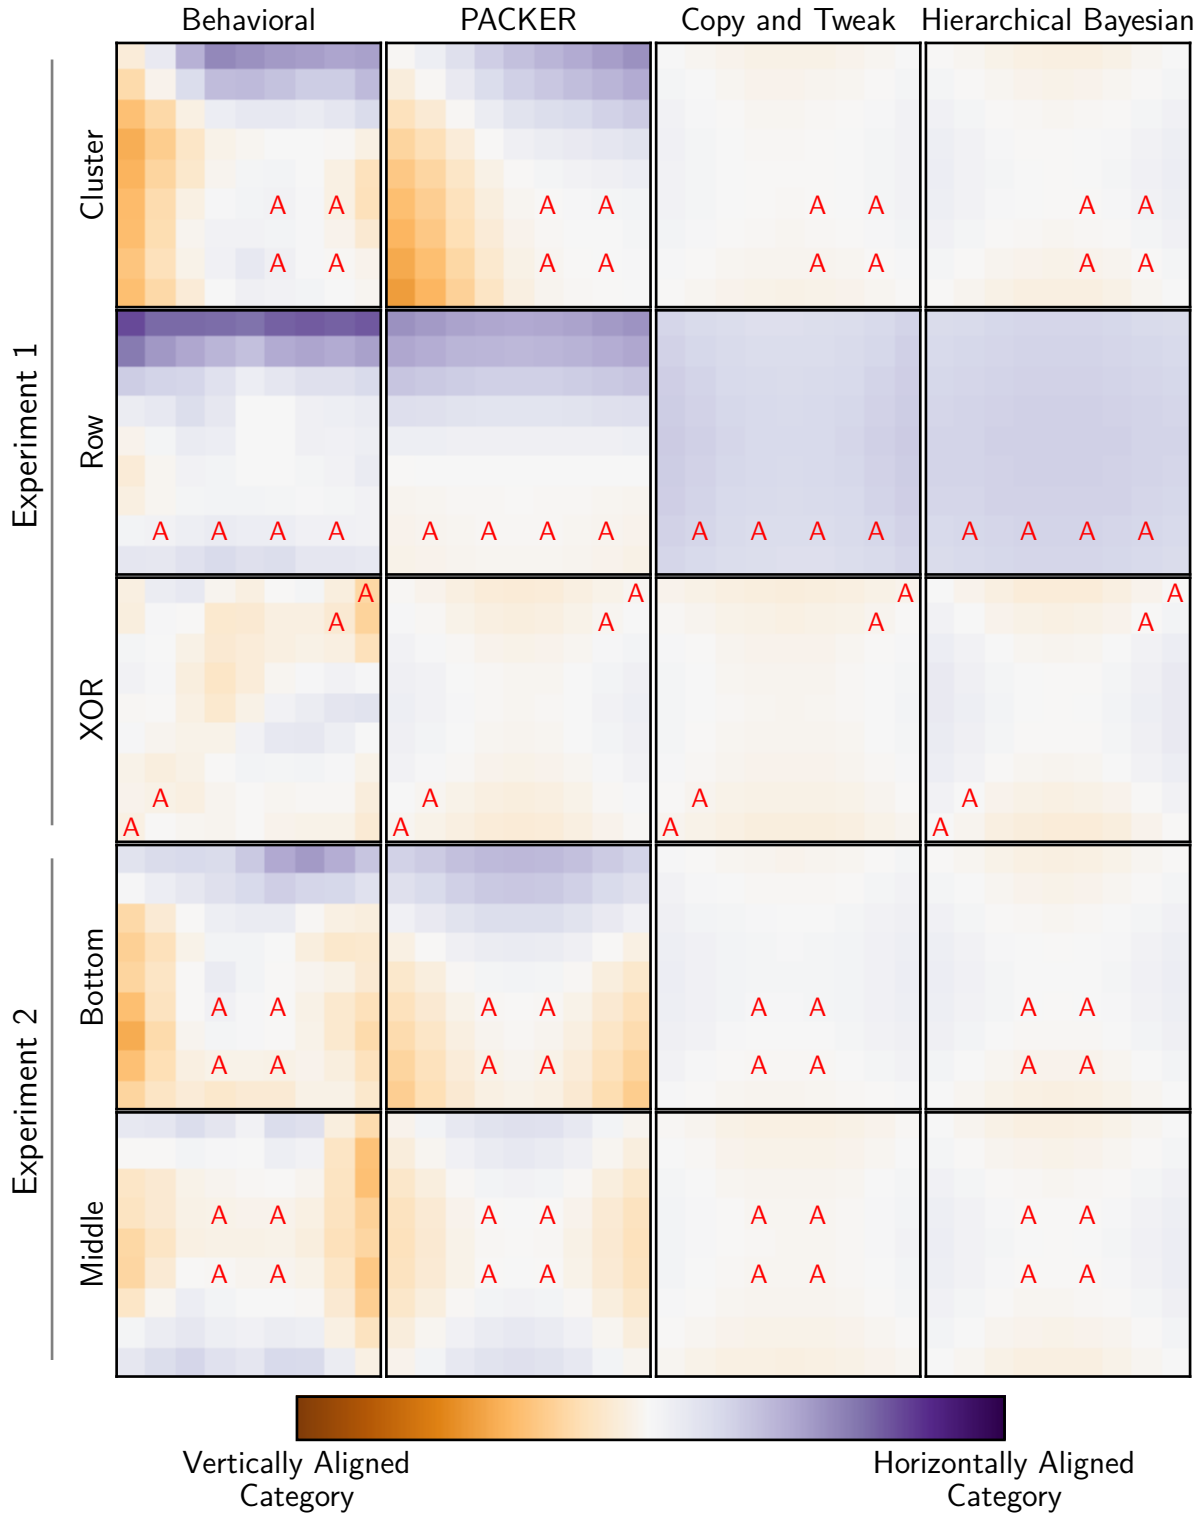 Behavioral PACKER Copy and Tweak Hierarchical Bayesian
Experiment 1
Cluster
A A A A A A A A
A A A A A A A A
Row
A A A A A A A A A A A A A A A A
XOR
A A A A
A A A A
A A A A
A A A A
Experiment 2
Bottom
A A A A A A A A
A A A A A A A A
Middle
A A A A A A A A
A A A A A A A A
Vertically Aligned Category
Horizontally Aligned Category